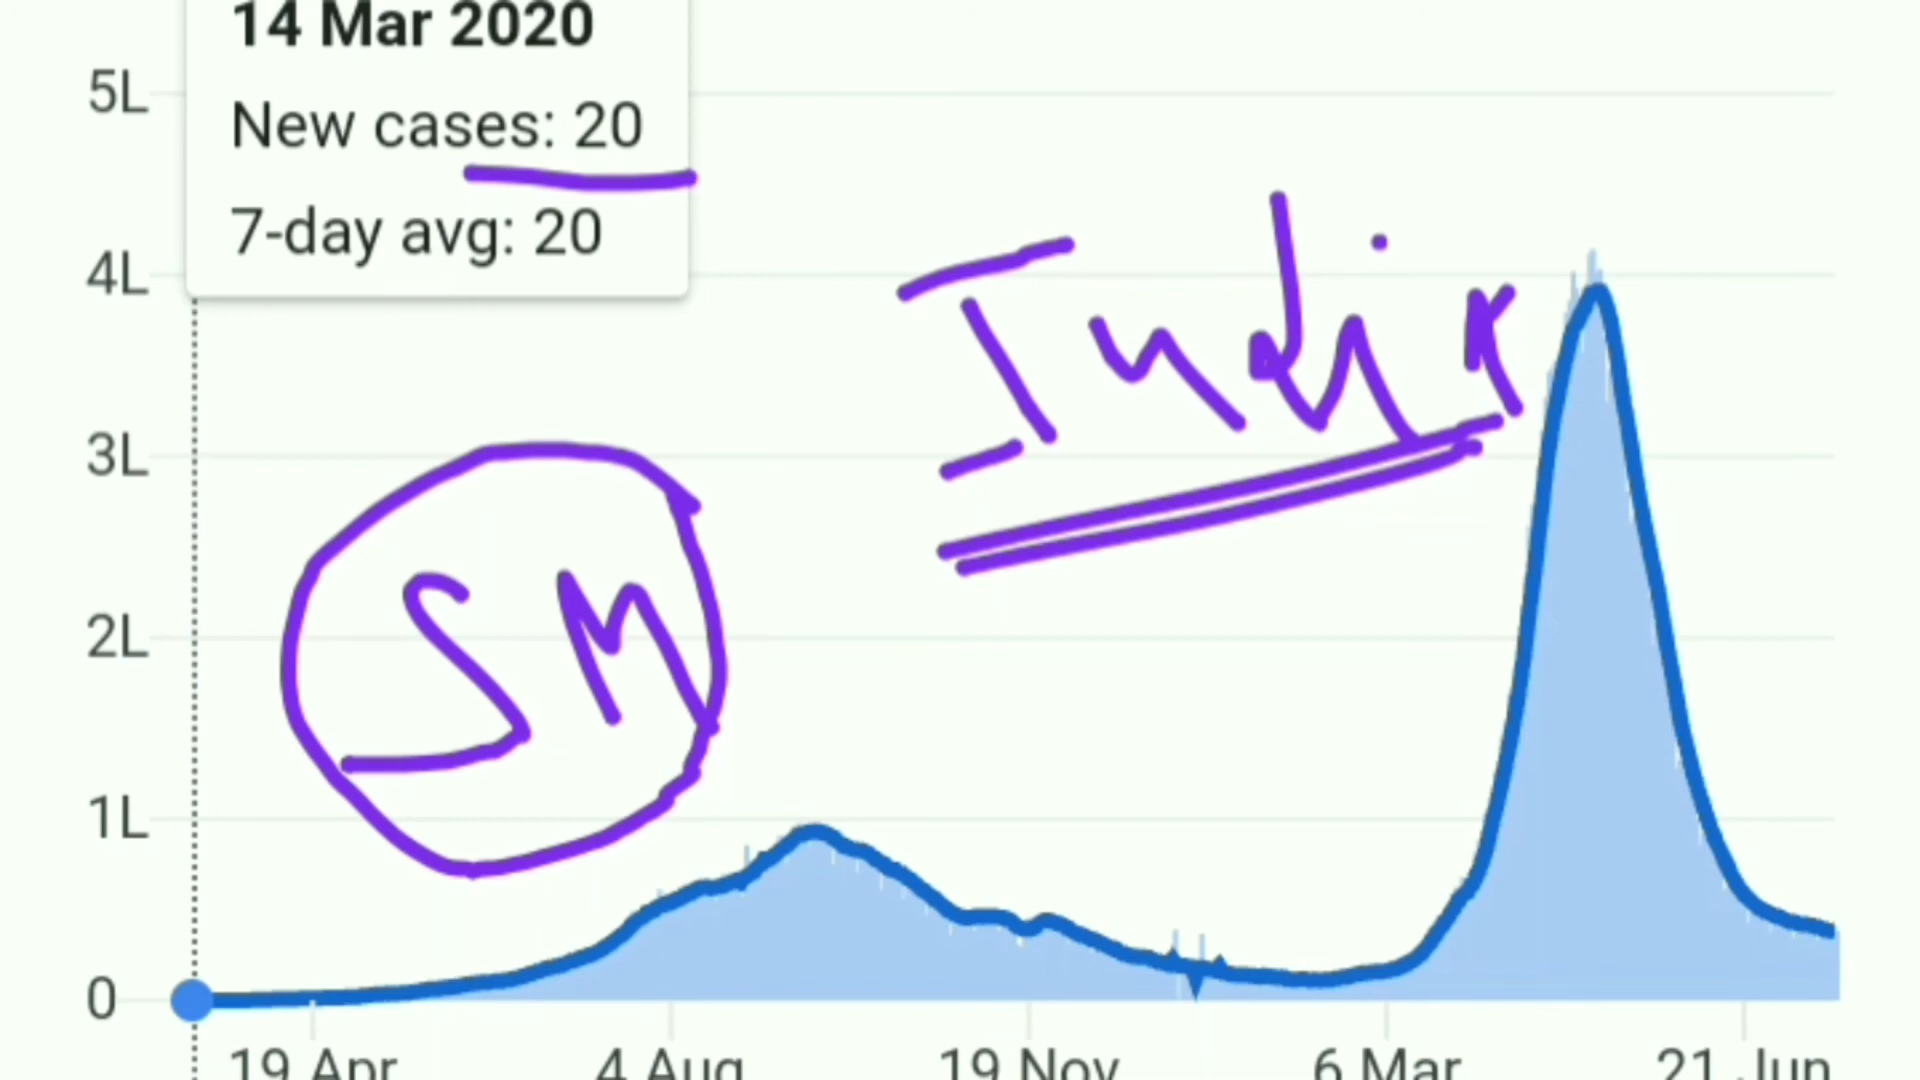 14 Mar 2020
New cases: 20
7-day avg: 20
5L
4L
3L
2L
1L
0
India
SM
19 Apr
4 Aug
19 Nov
6 Mar
21 Jun